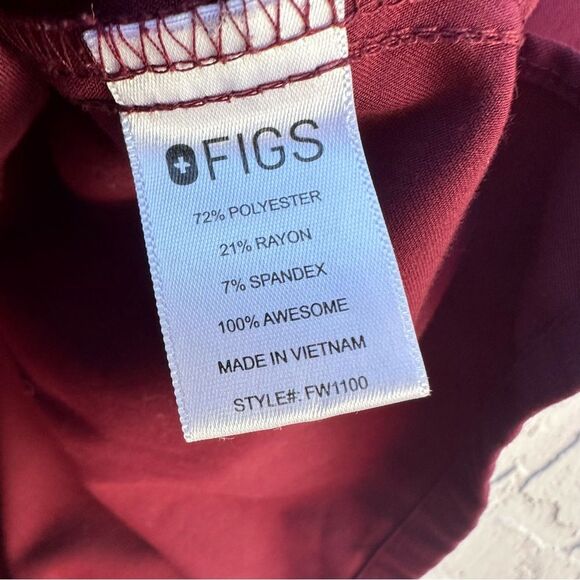 FIGS
72% POLYESTER
21% RAYON
7% SPANDEX
100% AWESOME
MADE IN VIETNAM
STYLE#: FW1100